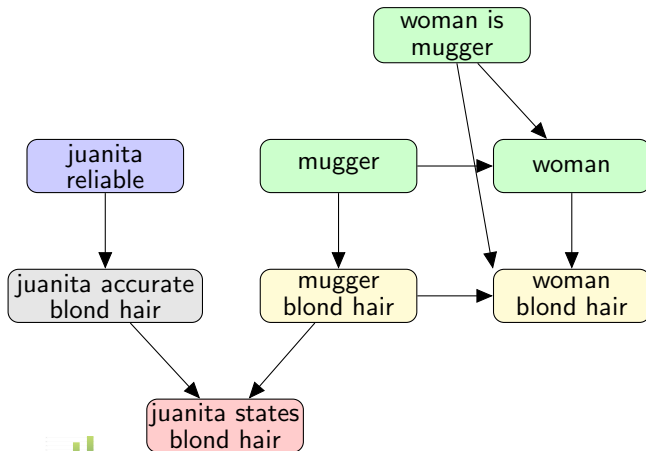 woman is
mugger
juanita
reliable
mugger
woman
juanita accurate
blond hair
mugger
blond hair
woman
blond hair
juanita states
blond hair